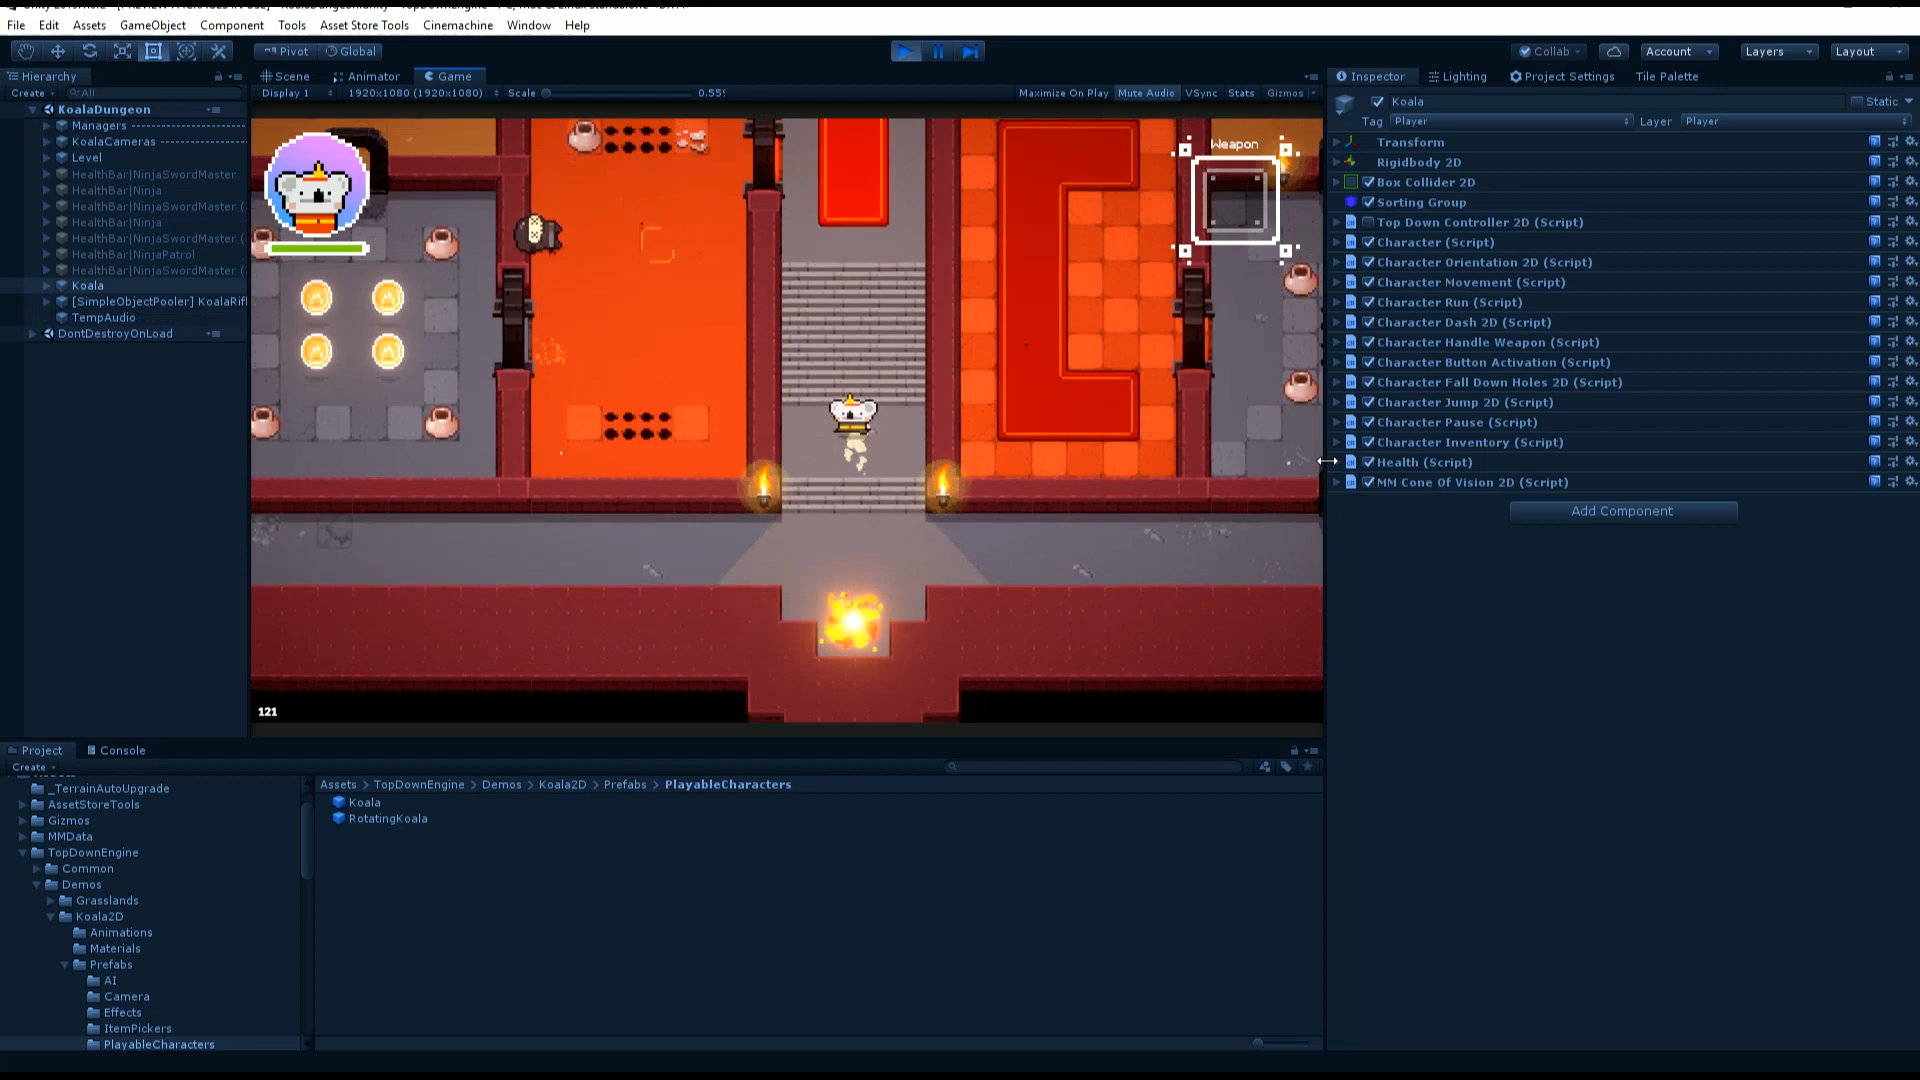 File Edit Assets GameObject Component Tools Asset Store Tools Cinemachine Window Help
Pivot Global Collab Account Layers Layout
Hierarchy
Create All
KoalaDungeon
Managers
KoalaCameras
Level
HealthBar|NinjaSwordMaster
HealthBar|Ninja
HealthBar|NinjaSwordMaster (
HealthBar|Ninja
HealthBar|NinjaSwordMaster (
HealthBar|NinjaPatrol
HealthBar|NinjaSwordMaster (
Koala
[SimpleObjectPooler] KoalaRifl
TempAudio
DontDestroyOnLoad
Scene Animator Game
Display 1 1920x1080 (1920x1080) Scale 0.55 Maximize On Play Mute Audio VSync Stats Gizmos
Weapon
121
Inspector Lighting Project Settings Tile Palette
Koala Static
Tag Player Layer Player
Transform
Rigidbody 2D
Box Collider 2D
Sorting Group
Top Down Controller 2D (Script)
Character (Script)
Character Orientation 2D (Script)
Character Movement (Script)
Character Run (Script)
Character Dash 2D (Script)
Character Handle Weapon (Script)
Character Button Activation (Script)
Character Fall Down Holes 2D (Script)
Character Jump 2D (Script)
Character Pause (Script)
Character Inventory (Script)
Health (Script)
MM Cone Of Vision 2D (Script)
Add Component
Project Console
Create
_TerrainAutoUpgrade
AssetStoreTools
Gizmos
MMData
TopDownEngine
Common
Demos
Grasslands
Koala2D
Animations
Materials
Prefabs
AI
Camera
Effects
ItemPickers
PlayableCharacters
Assets > TopDownEngine > Demos > Koala2D > Prefabs > PlayableCharacters
Koala
RotatingKoala